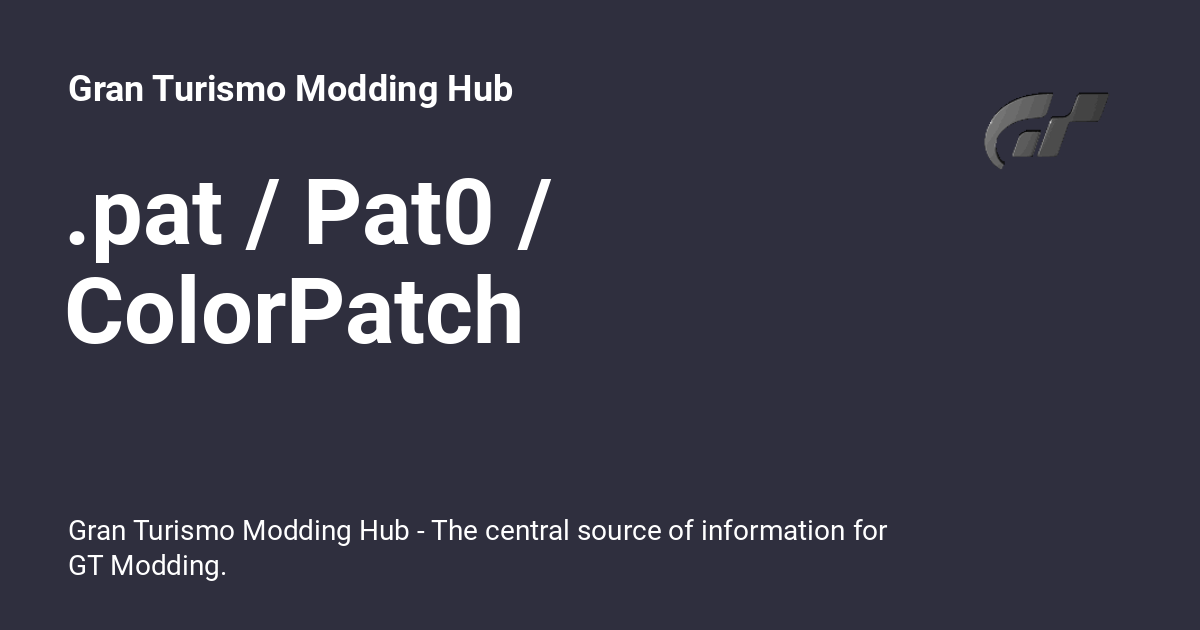 Gran Turismo Modding Hub
.pat / Pat0 /
ColorPatch
Gran Turismo Modding Hub - The central source of information for
GT Modding.